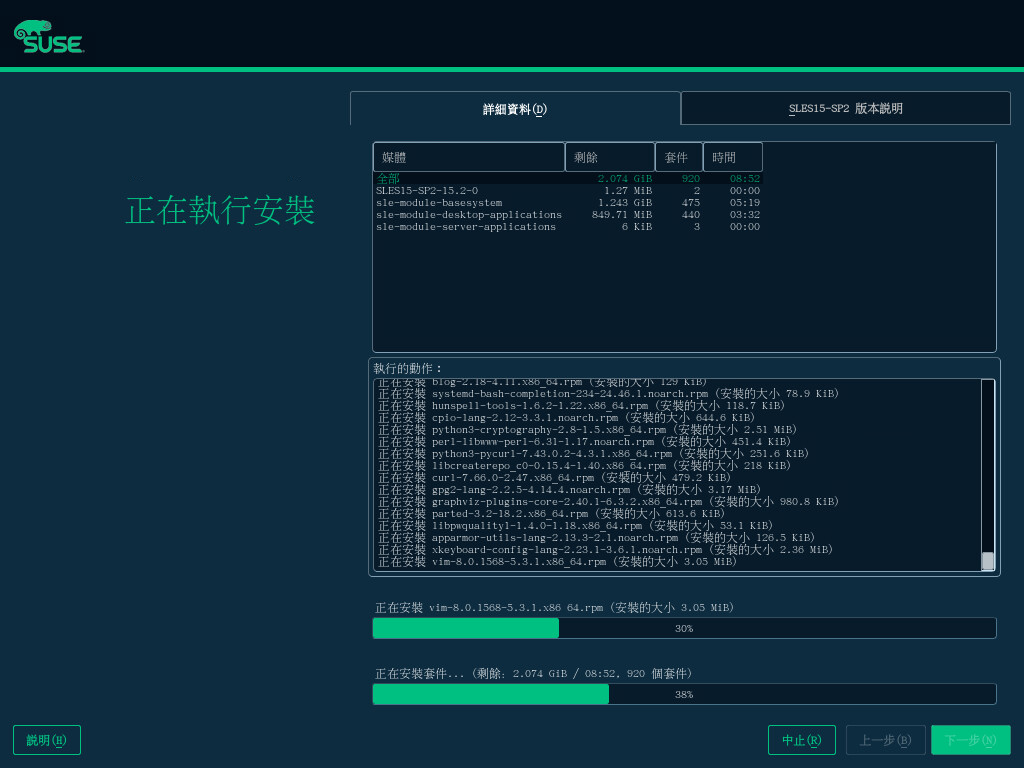 SUSE
詳細資料(D)
SLES15-SP2 版本説明
正在執行安裝
媒體 剩餘 套件 時間
全部 2.074 GiB 920 08:52
SLES15-SP2-15.2-0 1.27 MiB 2 00:00
sle-module-basesystem 1.243 GiB 475 05:19
sle-module-desktop-applications 849.71 MiB 440 03:32
sle-module-server-applications 6 KiB 3 00:00
執行的動作：
正在安裝 blog-2.18-4.11.x86_64.rpm (安裝的大小 129 KiB)
正在安裝 systemd-bash-completion-234-24.46.1.noarch.rpm (安裝的大小 78.9 KiB)
正在安裝 hunspell-tools-1.6.2-1.22.x86_64.rpm (安裝的大小 118.7 KiB)
正在安裝 cpio-lang-2.12-3.3.1.noarch.rpm (安裝的大小 644.6 KiB)
正在安裝 python3-cryptography-2.8-1.5.x86_64.rpm (安裝的大小 2.51 MiB)
正在安裝 perl-libwww-perl-6.31-1.17.noarch.rpm (安裝的大小 451.4 KiB)
正在安裝 python3-pycurl-7.43.0.2-4.3.1.x86_64.rpm (安裝的大小 251.6 KiB)
正在安裝 libcreaterepo_c0-0.15.4-1.40.x86_64.rpm (安裝的大小 218 KiB)
正在安裝 curl-7.66.0-2.47.x86_64.rpm (安裝的大小 479.2 KiB)
正在安裝 gpg2-lang-2.2.5-4.14.4.noarch.rpm (安裝的大小 3.17 MiB)
正在安裝 graphviz-plugins-core-2.40.1-6.3.2.x86_64.rpm (安裝的大小 980.8 KiB)
正在安裝 parted-3.2-18.2.x86_64.rpm (安裝的大小 613.6 KiB)
正在安裝 libpwquality1-1.4.0-1.18.x86_64.rpm (安裝的大小 53.1 KiB)
正在安裝 apparmor-utils-lang-2.13.3-2.1.noarch.rpm (安裝的大小 126.5 KiB)
正在安裝 xkeyboard-config-lang-2.23.1-3.6.1.noarch.rpm (安裝的大小 2.36 MiB)
正在安裝 vim-8.0.1568-5.3.1.x86_64.rpm (安裝的大小 3.05 MiB)
正在安裝 vim-8.0.1568-5.3.1.x86_64.rpm (安裝的大小 3.05 MiB)
30%
正在安裝套件... (剩餘: 2.074 GiB / 08:52, 920 個套件)
38%
説明(H)
中止(R)
上一步(B)
下一步(N)